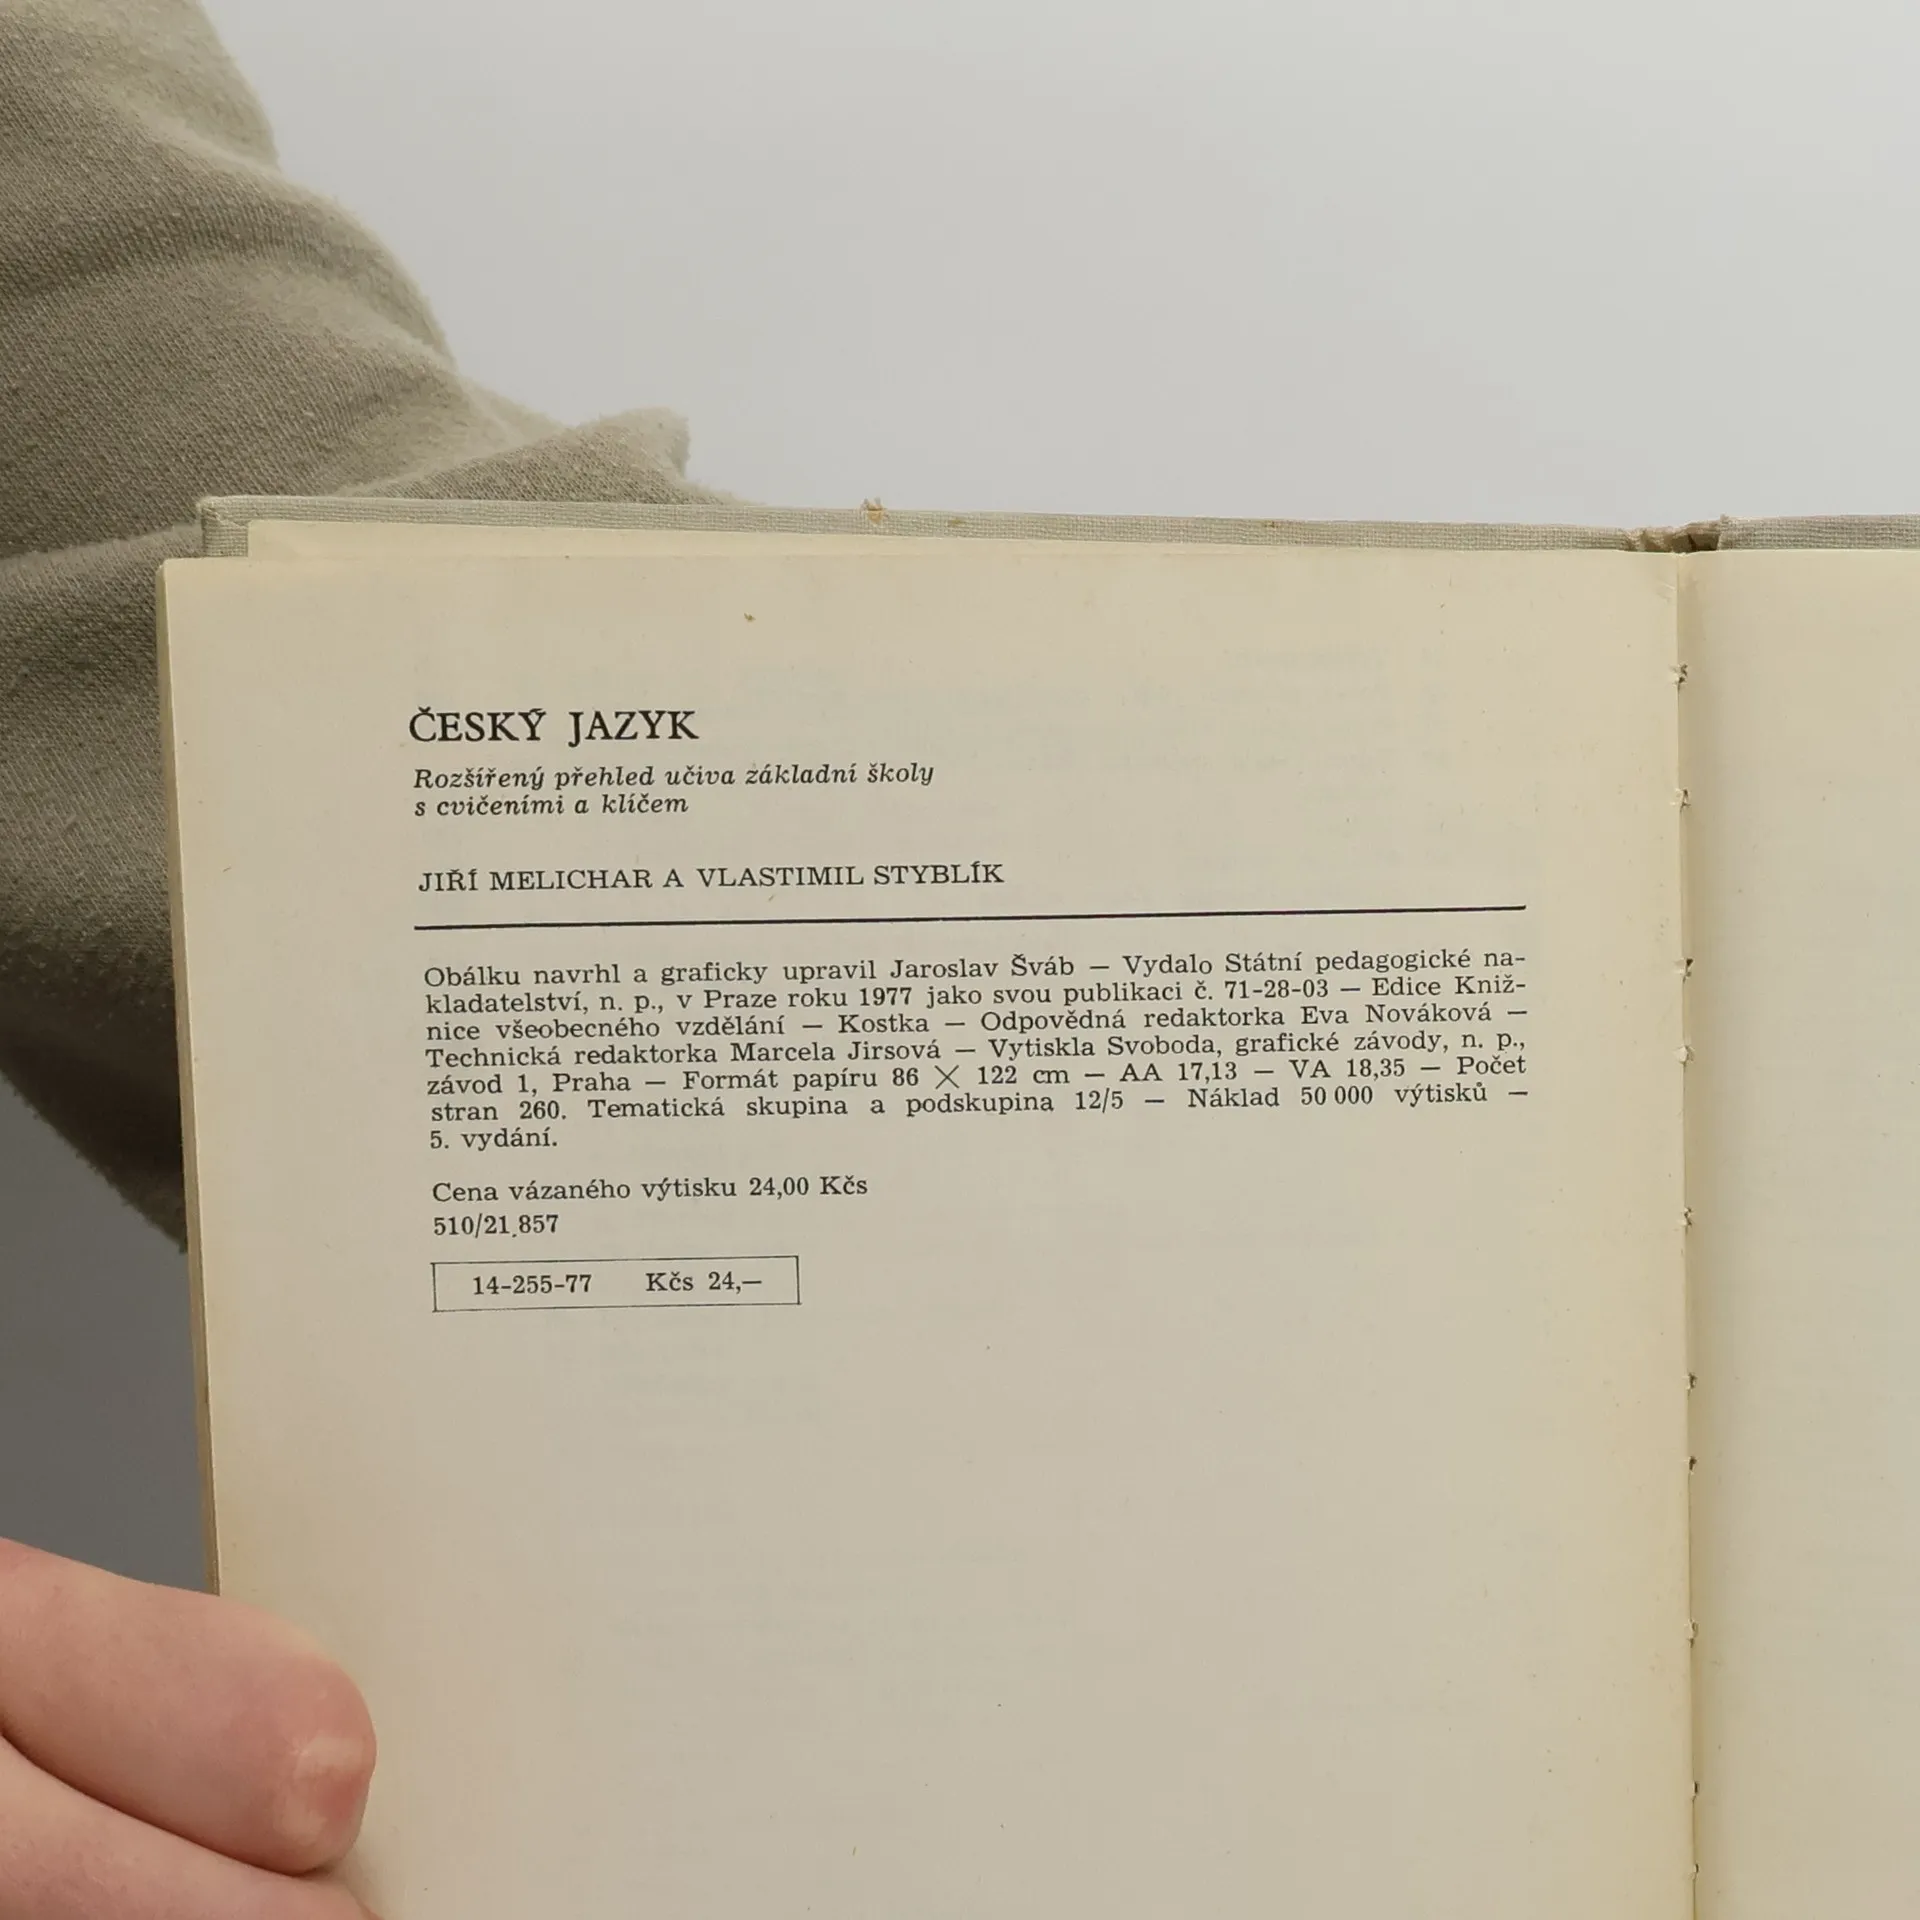 ČESKÝ JAZYK
Rozšířený přehled učiva základní školy
s cvičeními a klíčem
JIŘÍ MELICHAR A VLASTIMIL STYBLÍK
Obálku navrhl a graficky upravil Jaroslav Šváb — Vydalo Státní pedagogické na-
kladatelství, n. p., v Praze roku 1977 jako svou publikaci č. 71-28-03 — Edice Kniž-
nice všeobecného vzdělání — Kostka — Odpovědná redaktorka Eva Nováková —
Technická redaktorka Marcela Jirsová — Vytiskla Svoboda, grafické závody, n. p.,
závod 1, Praha — Formát papíru 86 × 122 cm — AA 17,13 — VA 18,35 — Počet
stran 260. Tematická skupina a podskupina 12/5 — Náklad 50 000 výtisků —
5. vydání.
Cena vázaného výtisku 24,00 Kčs
510/21.857
14-255-77 Kčs 24,—